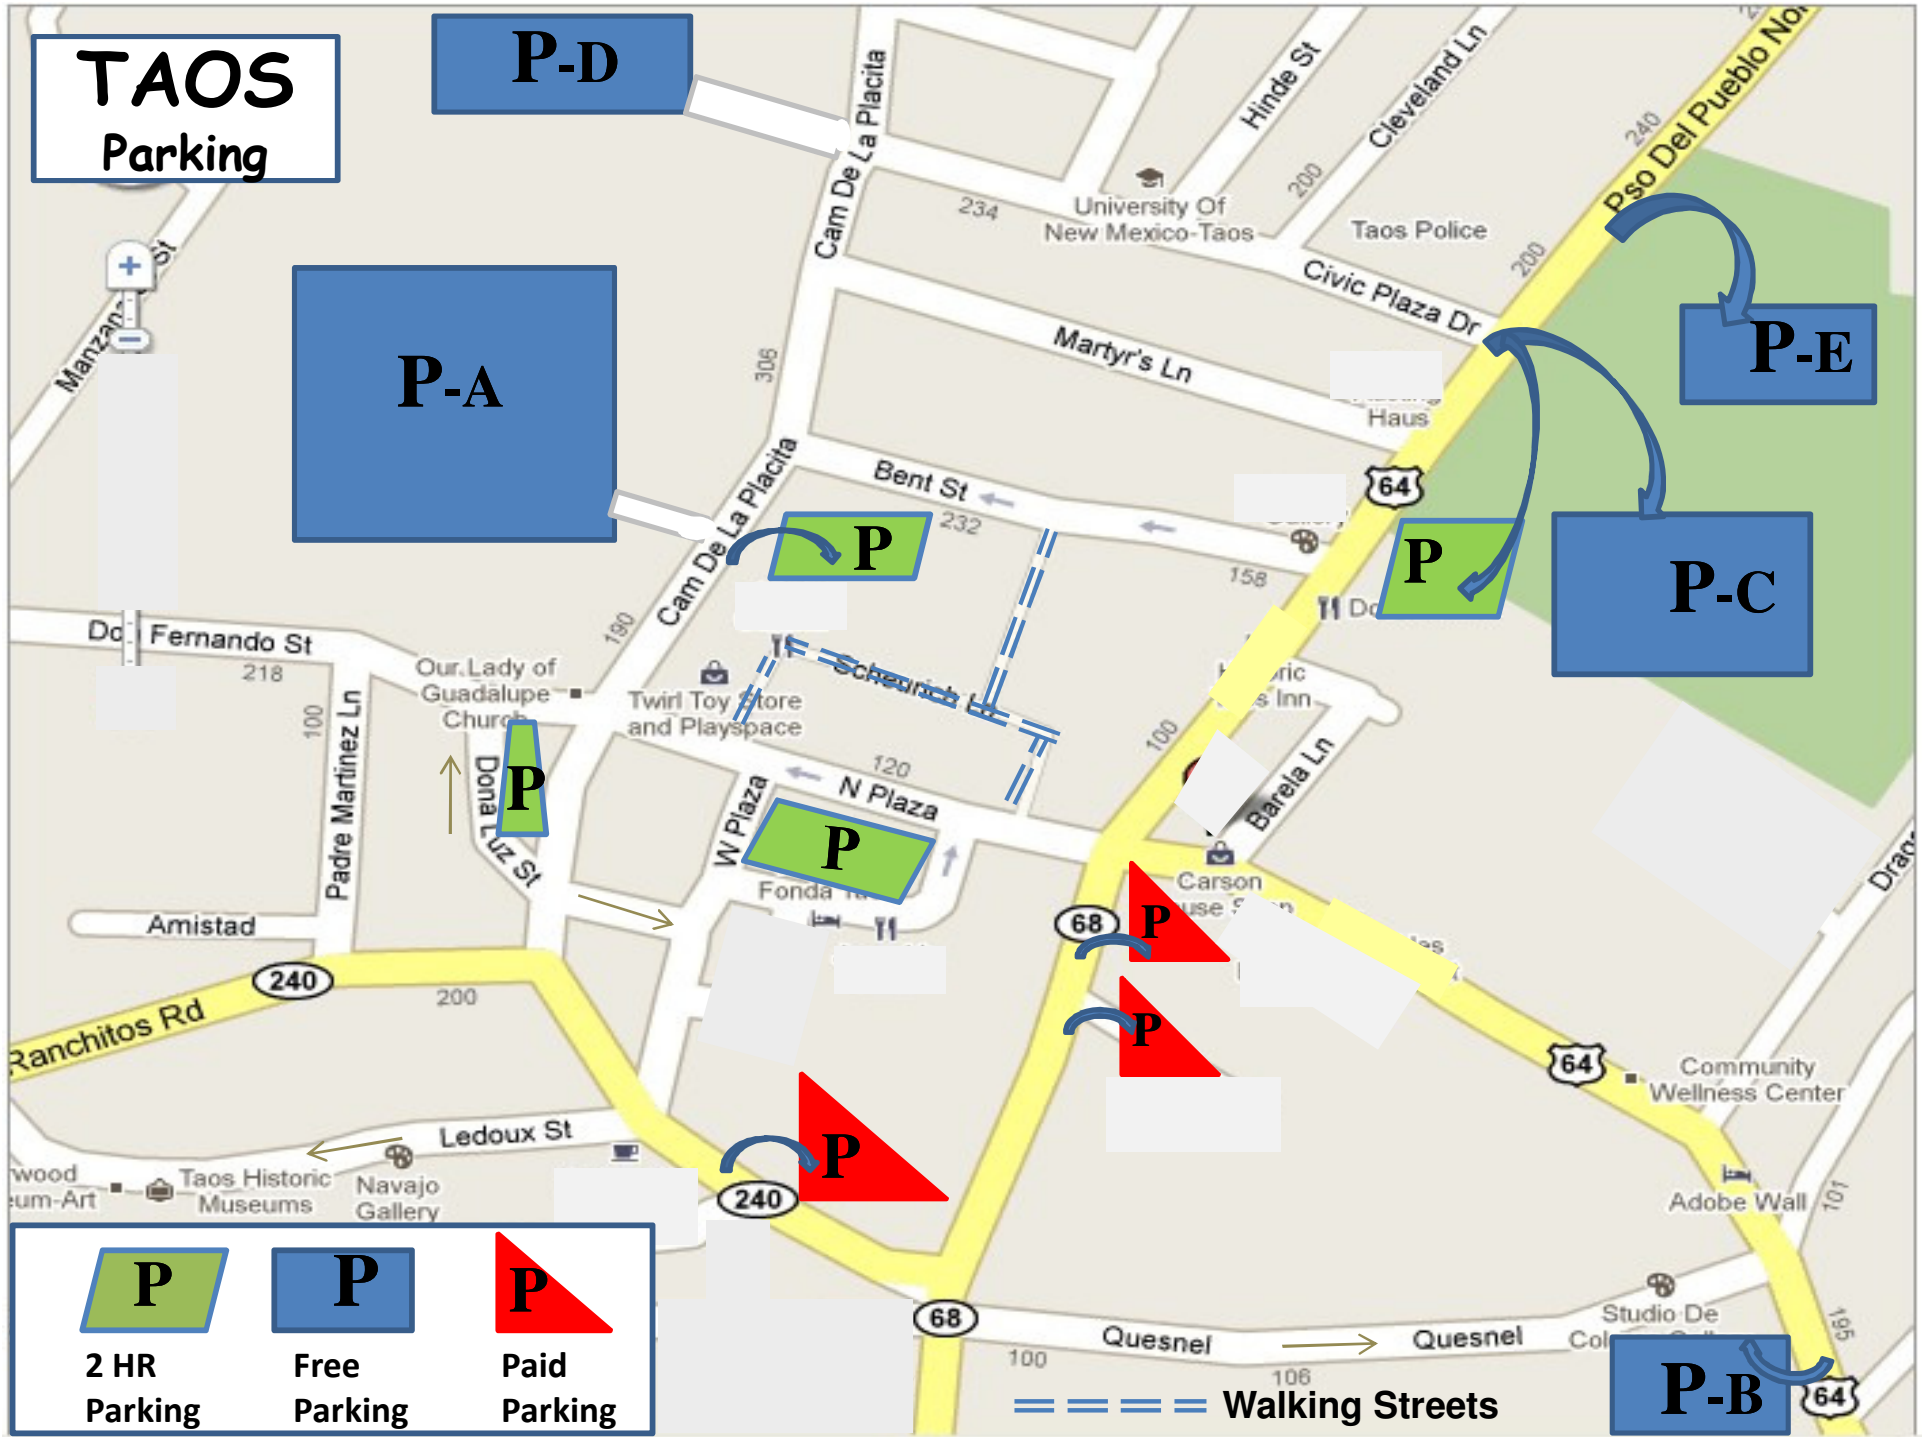 TAOS
Parking
P-D
Cam De La Placita
Hinde St
Cleveland Ln
240
Pso Del Pueblo
234
University Of
New Mexico-Taos
200
Taos Police
200
Civic Plaza Dr
P-E
St
P-A
306
Martyr's Ln
Haus
64
Cam De La Placita
Bent St
232
P
158
P
P-C
190
Fernando St
218
Our Lady of
Guadalupe
Church
Twirl Toy Store
and Playspace
Scheurich Ln
Inn
100
100
Padre Martinez Ln
Dona Luz St
P
120
N Plaza
W Plaza
P
Fonda
Barela Ln
Carson
68
P
Amistad
240
200
Ranchitos Rd
P
64
Community
Wellness Center
Ledoux St
Taos Historic
Museums
Navajo
Gallery
P
240
Adobe Wall
101
P
P
P
2 HR
Parking
Free
Parking
Paid
Parking
68
Quesnel
100
106
Quesnel
Studio De
195
P-B
64
Walking Streets